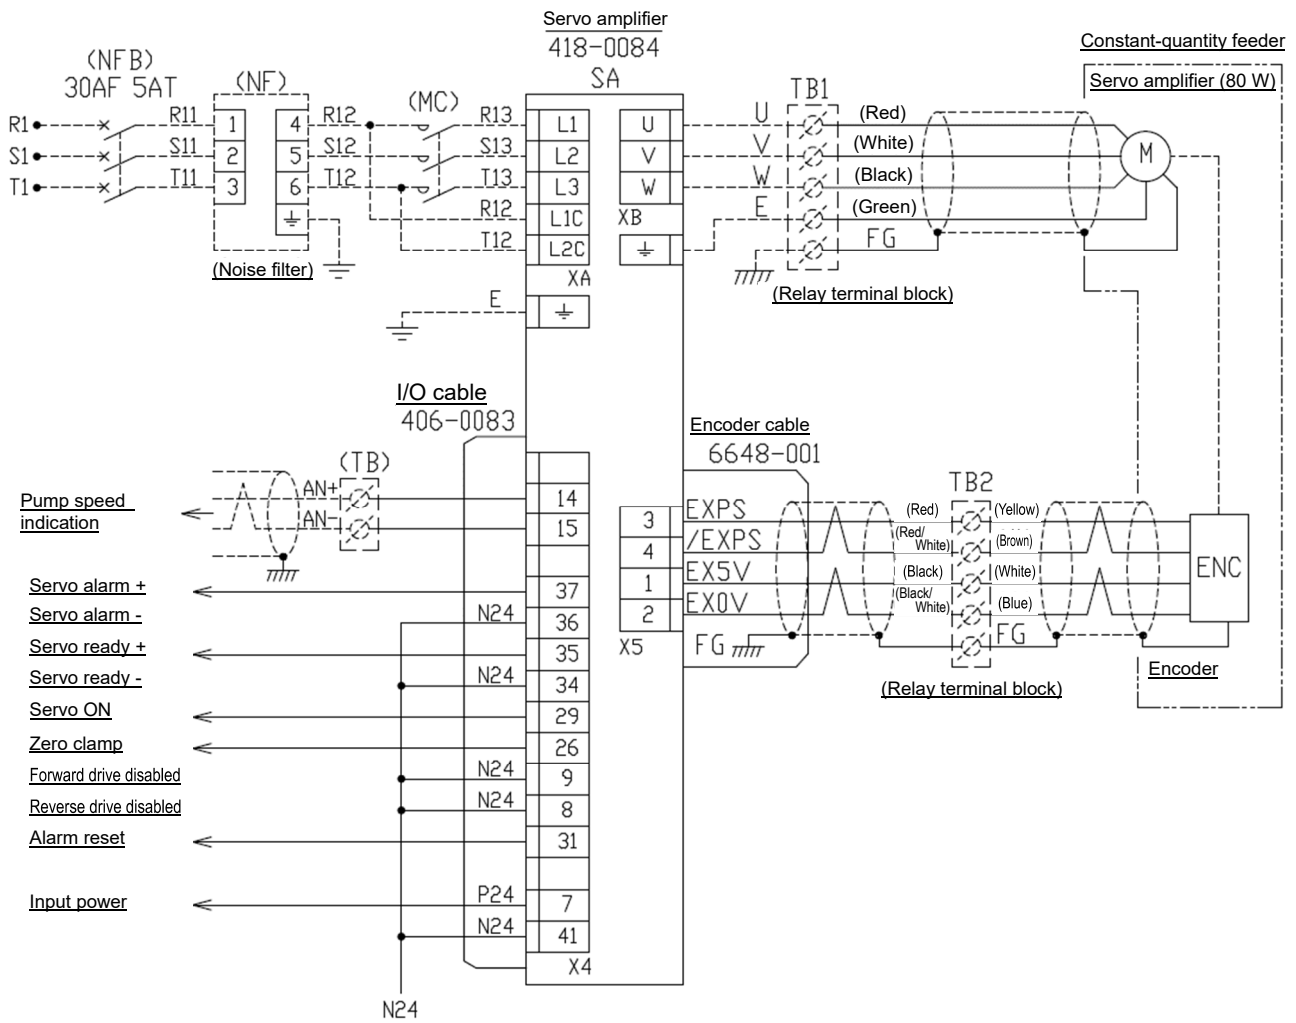 Servo amplifier
418-0084
SA
Constant-quantity feeder
Servo amplifier (80 W)
(NFB)
30AF 5AT
(NF)
(MC)
TB1
R1
R11
1
4
R12
R13
L1
U
U
(Red)
S1
S11
2
5
S12
S13
L2
V
V
(White)
M
T1
T11
3
6
T12
T13
L3
W
W
(Black)
R12
L1C
XB
E
(Green)
T12
L2C
FG
(Noise filter)
XA
(Relay terminal block)
E
I/O cable
406-0083
Encoder cable
6648-001
(TB)
TB2
Pump speed
indication
AN+
14
AN-
15
3
EXPS
(Red)
(Yellow)
4
/EXPS
(Red/
White)
(Brown)
1
EX5V
(Black)
(White)
ENC
2
EX0V
(Black/
White)
(Blue)
X5
FG
FG
Encoder
(Relay terminal block)
Servo alarm +
37
Servo alarm -
N24
36
Servo ready +
35
Servo ready -
N24
34
Servo ON
29
Zero clamp
26
Forward drive disabled
N24
9
Reverse drive disabled
N24
8
Alarm reset
31
Input power
P24
7
N24
41
X4
N24